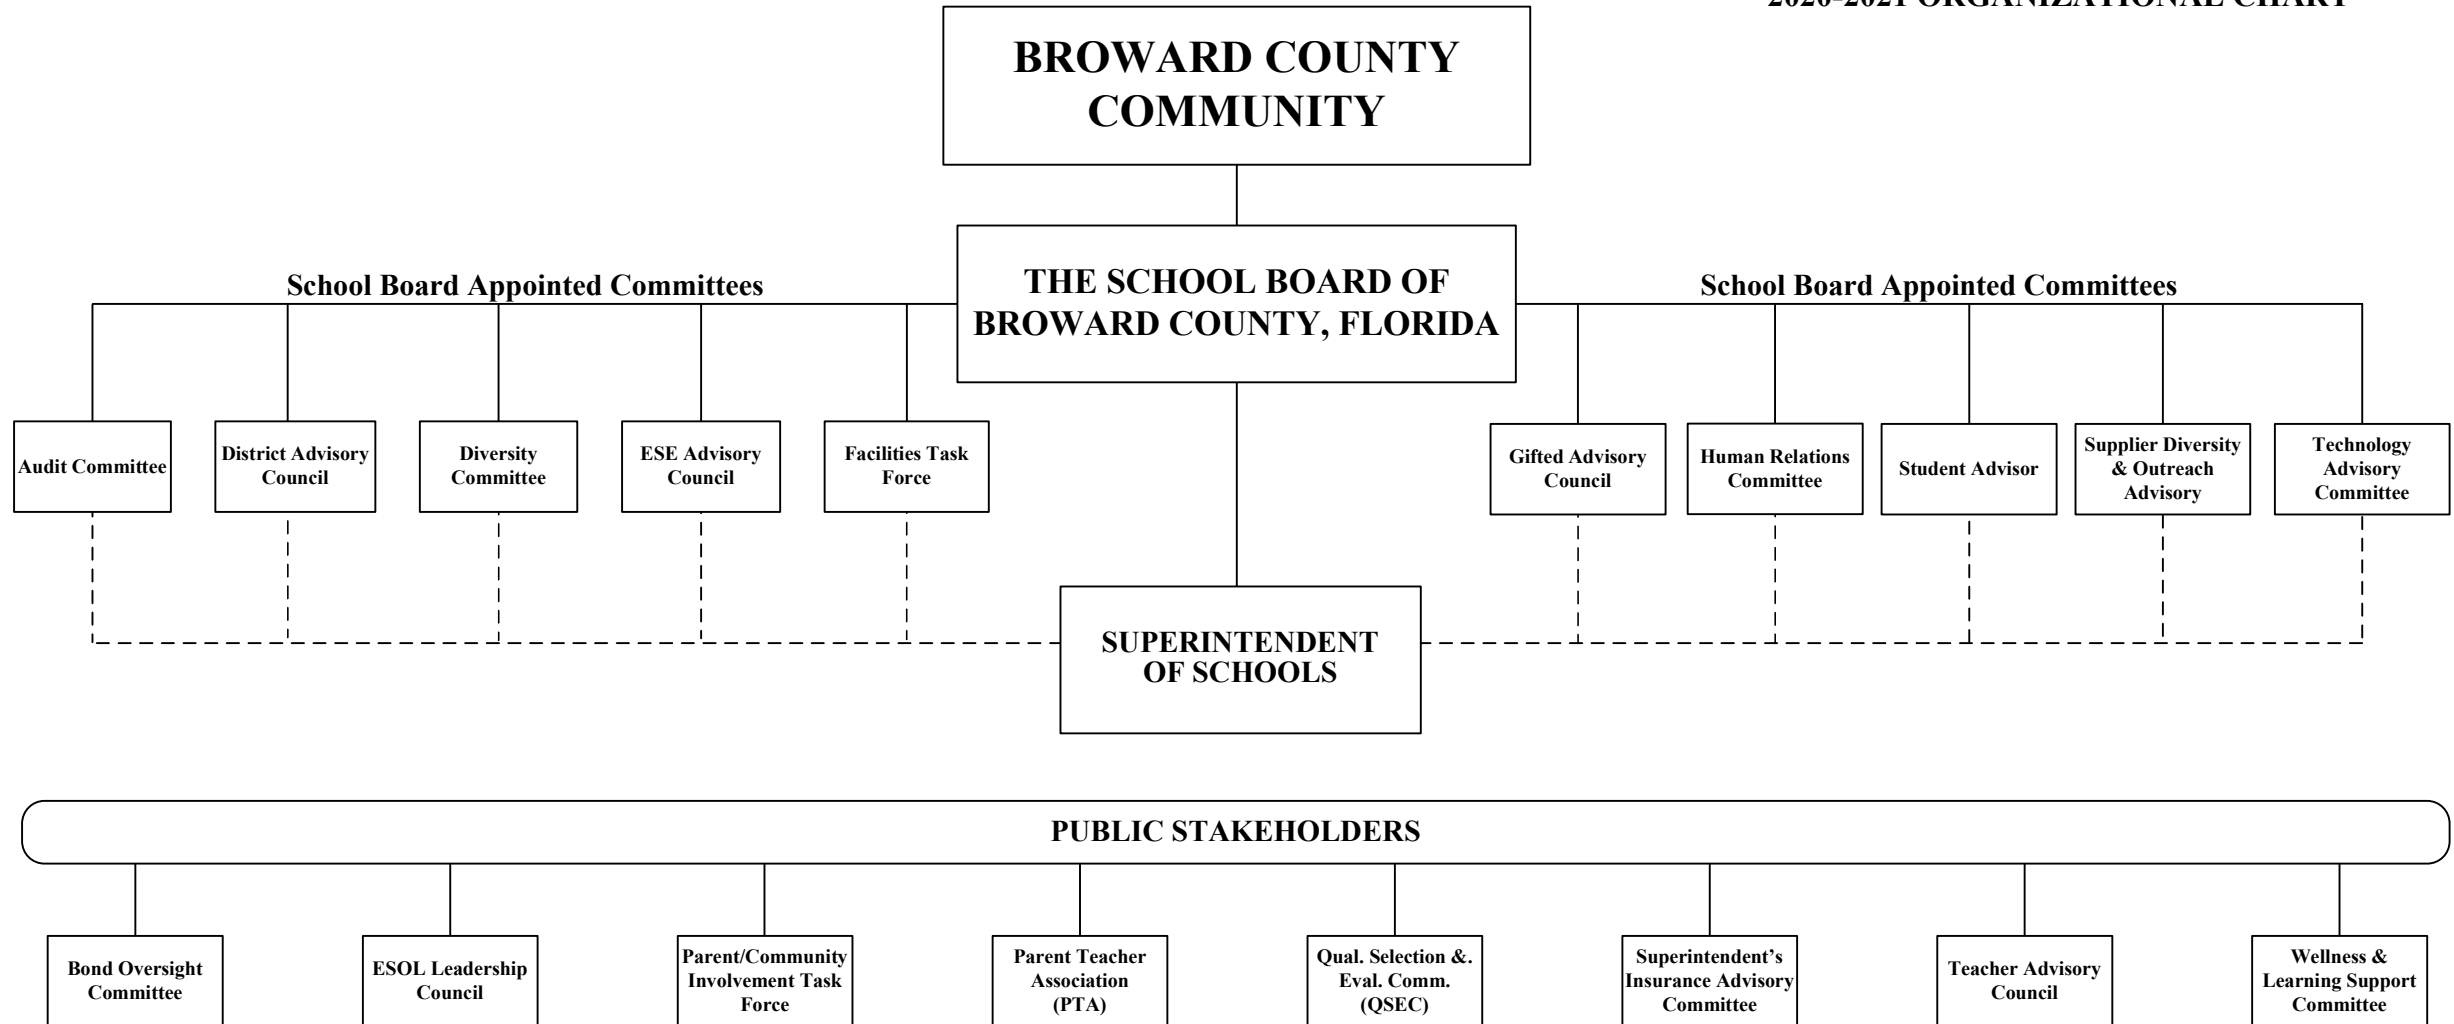 2020-2021 ORGANIZATIONAL CHART
BROWARD COUNTY
COMMUNITY
THE SCHOOL BOARD OF
BROWARD COUNTY, FLORIDA
School Board Appointed Committees
School Board Appointed Committees
Audit Committee
District Advisory
Council
Diversity
Committee
ESE Advisory
Council
Facilities Task
Force
Gifted Advisory
Council
Human Relations
Committee
Student Advisor
Supplier Diversity
& Outreach
Advisory
Technology
Advisory
Committee
SUPERINTENDENT
OF SCHOOLS
PUBLIC STAKEHOLDERS
Bond Oversight
Committee
ESOL Leadership
Council
Parent/Community
Involvement Task
Force
Parent Teacher
Association
(PTA)
Qual. Selection &.
Eval. Comm.
(QSEC)
Superintendent’s
Insurance Advisory
Committee
Teacher Advisory
Council
Wellness &
Learning Support
Committee